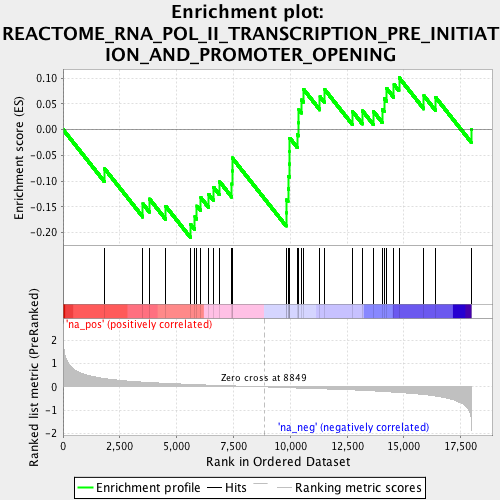 Enrichment plot:
REACTOME_RNA_POL_II_TRANSCRIPTION_PRE_INITIAT
ION_AND_PROMOTER_OPENING
Enrichment score (ES)
0.10
0.05
0.00
-0.05
-0.10
-0.15
-0.20
'na_pos' (positively correlated)
Ranked list metric (PreRanked)
2
1
0
-1
-2
Zero cross at 8849
'na_neg' (negatively correlated)
0
2,500
5,000
7,500
10,000
12,500
15,000
17,500
Rank in Ordered Dataset
Enrichment profile
Hits
Ranking metric scores